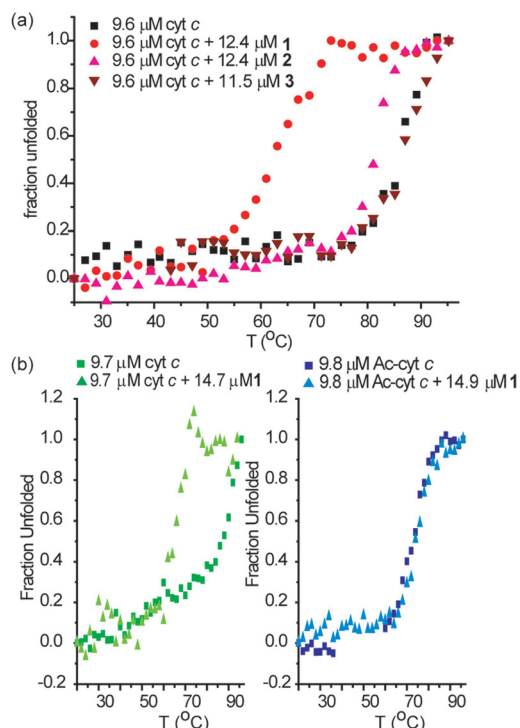 (a)
9.6 μM cyt c
9.6 μM cyt c + 12.4 μM 1
9.6 μM cyt c + 12.4 μM 2
9.6 μM cyt c + 11.5 μM 3
fraction unfolded
1.0
0.8
0.6
0.4
0.2
0.0
30 40 50 60 70 80 90
T (°C)
(b)
9.7 μM cyt c
9.7 μM cyt c + 14.7 μM1
9.8 μM Ac-cyt c
9.8 μM Ac-cyt c + 14.9 μM1
Fraction Unfolded
1.2
1.0
0.8
0.6
0.4
0.2
0.0
-0.2
30 50 70 90
T (°C)
Fraction Unfolded
1.2
1.0
0.8
0.6
0.4
0.2
0.0
-0.2
30 50 70 90
T (°C)